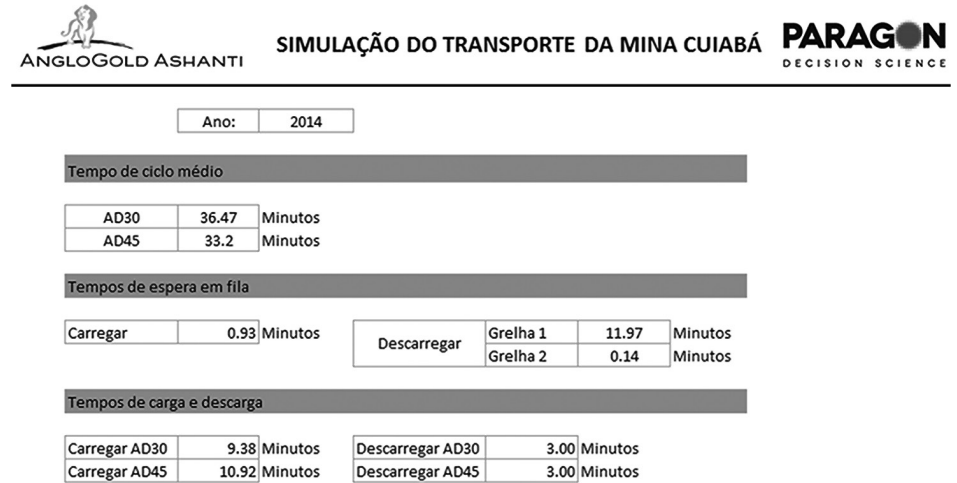 ANGLOGOLD ASHANTI
SIMULAÇÃO DO TRANSPORTE DA MINA CUIABÁ
PARAGON
DECISION SCIENCE
Ano: 2014
Tempo de ciclo médio
AD30 36.47 Minutos
AD45 33.2 Minutos
Tempos de espera em fila
Carregar 0.93 Minutos
Descarregar
Grelha 1 11.97 Minutos
Grelha 2 0.14 Minutos
Tempos de carga e descarga
Carregar AD30 9.38 Minutos Descarregar AD30 3.00 Minutos
Carregar AD45 10.92 Minutos Descarregar AD45 3.00 Minutos